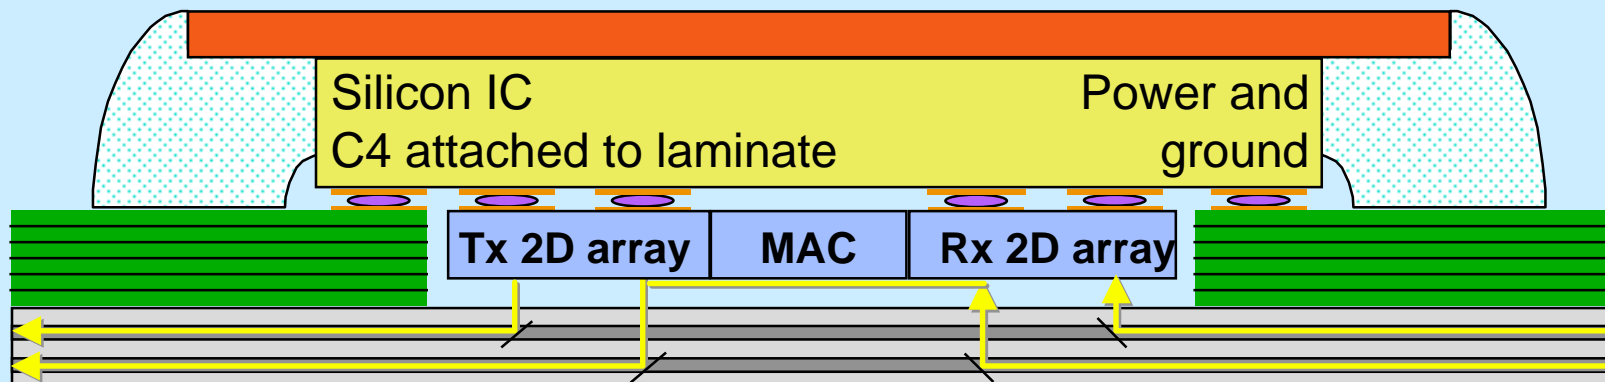 Silicon IC
C4 attached to laminate
Power and
ground
Tx 2D array
MAC
Rx 2D array